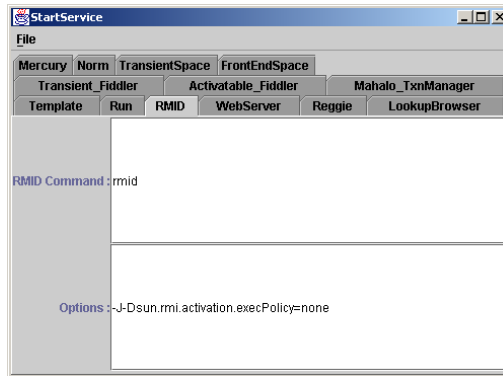 StartService
File
Mercury Norm TransientSpace FrontEndSpace
Transient_Fiddler Activatable_Fiddler Mahalo_TxnManager
Template Run RMID WebServer Reggie LookupBrowser
RMID Command : rmid
Options : -J-Dsun.rmi.activation.execPolicy=none